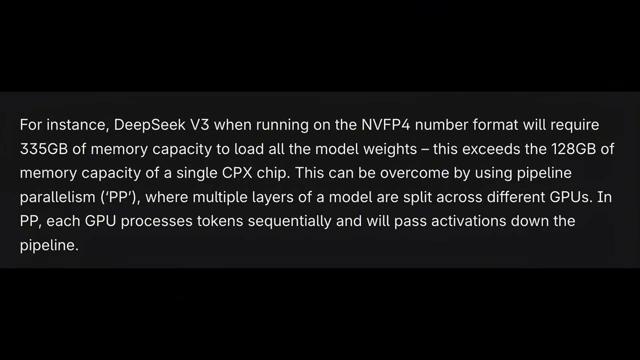 For instance, DeepSeek V3 when running on the NVFP4 number format will require
335GB of memory capacity to load all the model weights – this exceeds the 128GB of
memory capacity of a single CPX chip. This can be overcome by using pipeline
parallelism (‘PP’), where multiple layers of a model are split across different GPUs. In
PP, each GPU processes tokens sequentially and will pass activations down the
pipeline.